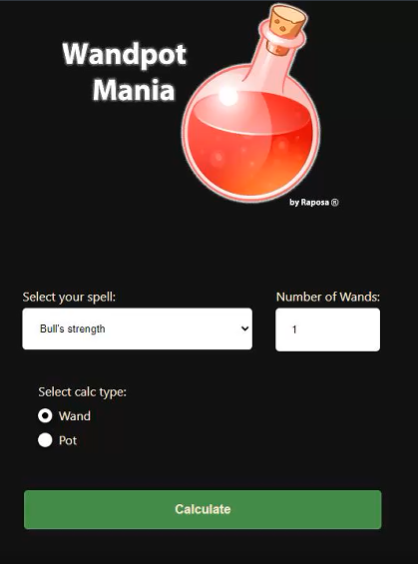 Wandpot
Mania
by Raposa ®
Select your spell:
Number of Wands:
Bull's strength
1
Select calc type:
Wand
Pot
Calculate